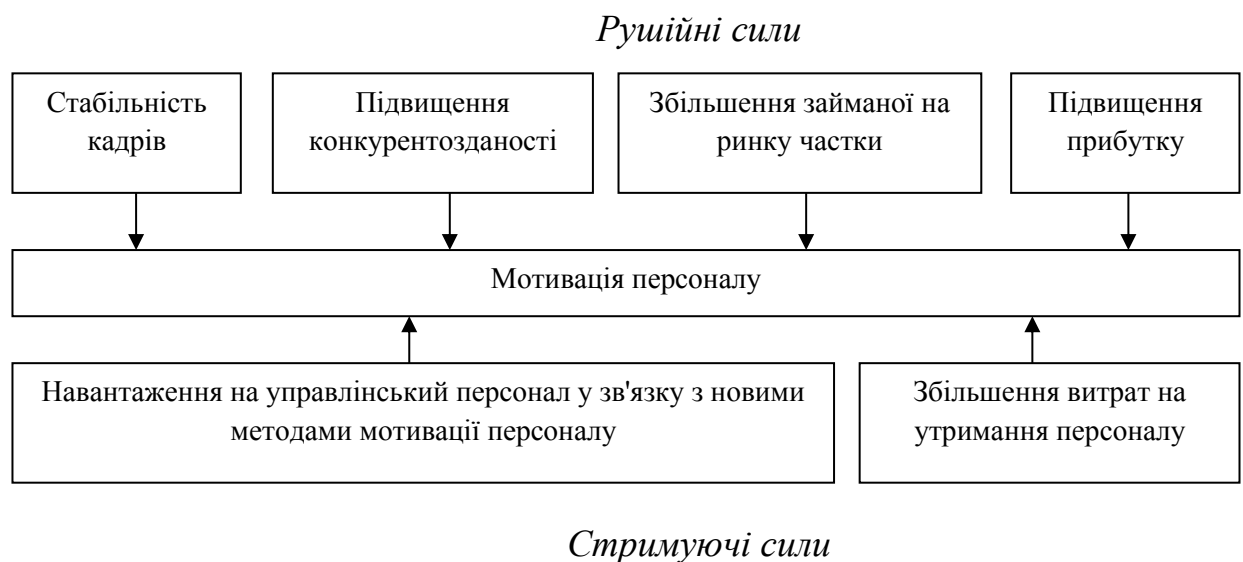 Рушійні сили
Стабільність
кадрів
Підвищення
конкурентозданості
Збільшення займаної на
ринку частки
Підвищення
прибутку
Мотивація персоналу
Навантаження на управлінський персонал у зв'язку з новими
методами мотивації персоналу
Збільшення витрат на
утримання персоналу
Стримуючі сили